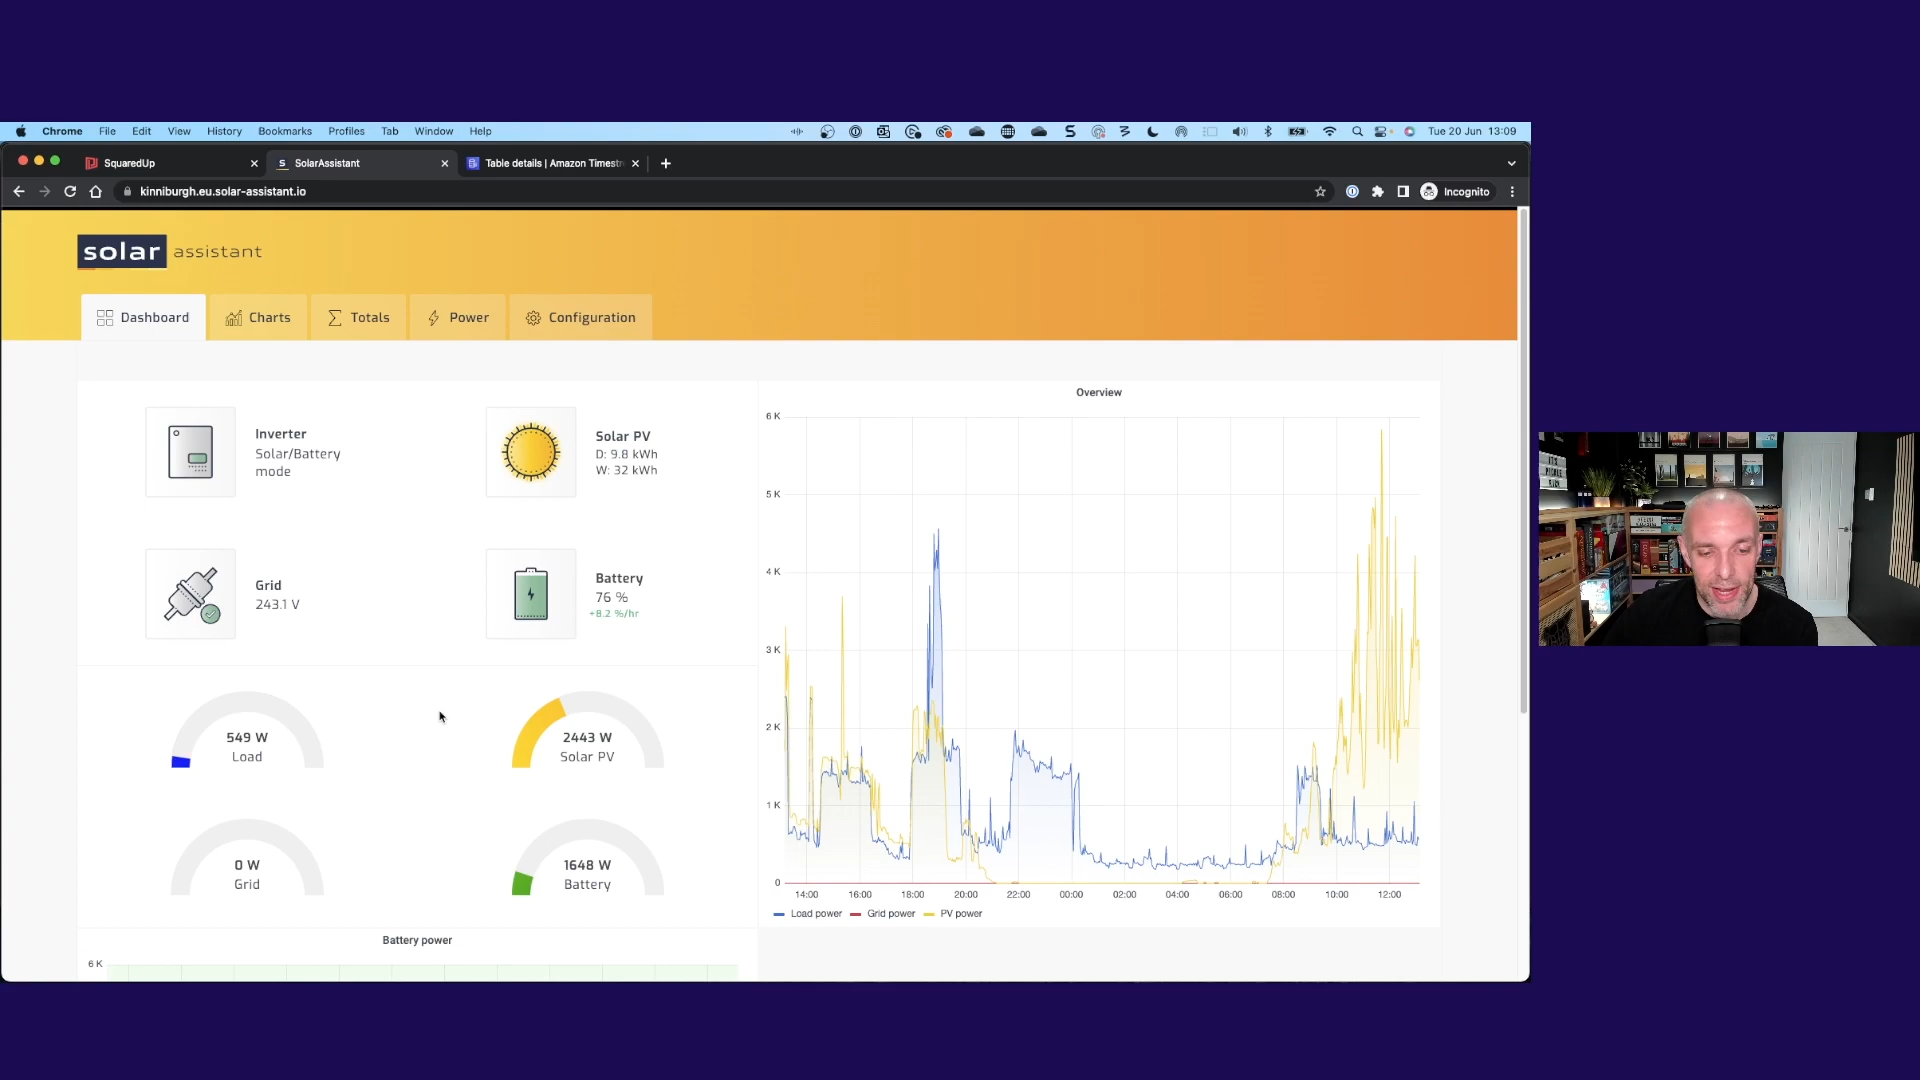 Chrome File Edit View History Bookmarks Profiles Tab Window Help Tue 20 Jun 13:09
SquaredUp SolarAssistant Table details | Amazon Timestre
kinniburgh.eu.solar-assistant.io Incognito
solar assistant
Dashboard Charts Totals Power Configuration
Inverter
Solar/Battery
mode
Solar PV
D: 9.8 kWh
W: 32 kWh
Grid
243.1 V
Battery
76 %
+8.2 %/hr
549 W
Load
2443 W
Solar PV
0 W
Grid
1648 W
Battery
Overview
6 K
5 K
4 K
3 K
2 K
1 K
0
14:00 16:00 18:00 20:00 22:00 00:00 02:00 04:00 06:00 08:00 10:00 12:00
Load power Grid power PV power
Battery power
6 K